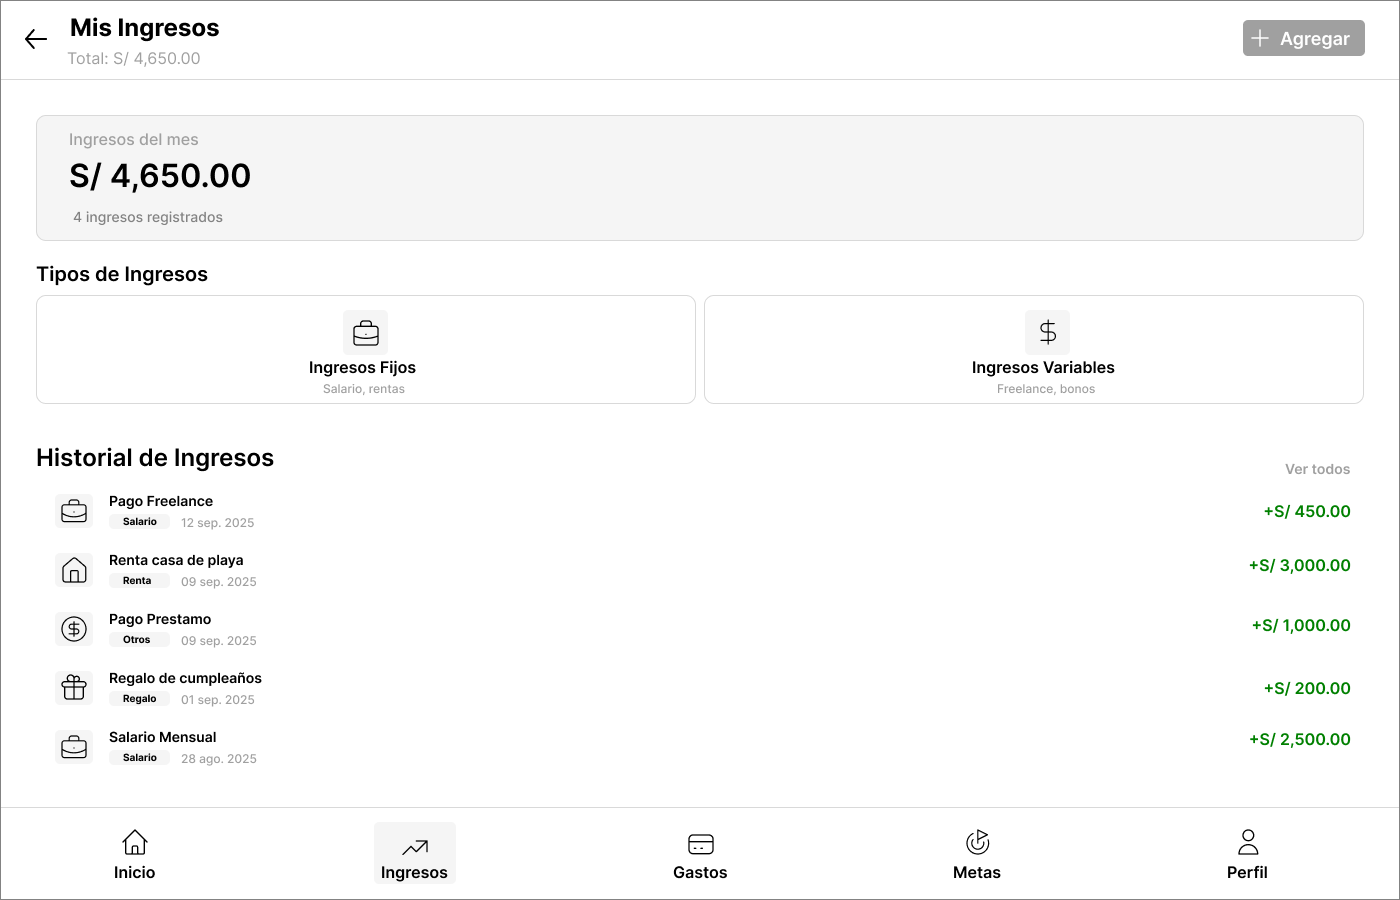 Mis Ingresos
Total: S/ 4,650.00
Agregar
Ingresos del mes
S/ 4,650.00
4 ingresos registrados
Tipos de Ingresos
Ingresos Fijos
Salario, rentas
Ingresos Variables
Freelance, bonos
Historial de Ingresos
Ver todos
Pago Freelance
Salario 12 sep. 2025
+S/ 450.00
Renta casa de playa
Renta 09 sep. 2025
+S/ 3,000.00
Pago Prestamo
Otros 09 sep. 2025
+S/ 1,000.00
Regalo de cumpleaños
Regalo 01 sep. 2025
+S/ 200.00
Salario Mensual
Salario 28 ago. 2025
+S/ 2,500.00
Inicio
Ingresos
Gastos
Metas
Perfil